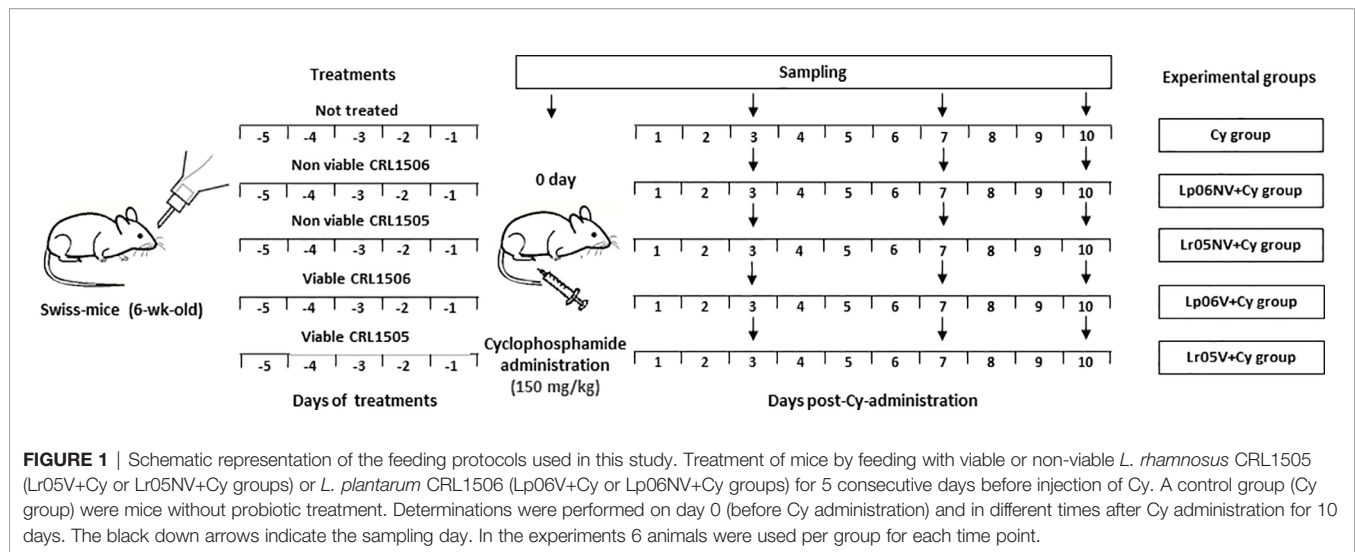 Treatments
Sampling
Experimental groups
Not treated
-5 -4 -3 -2 -1
1 2 3 4 5 6 7 8 9 10
Cy group
Non viable CRL1506
0 day
-5 -4 -3 -2 -1
1 2 3 4 5 6 7 8 9 10
Lp06NV+Cy group
Non viable CRL1505
-5 -4 -3 -2 -1
1 2 3 4 5 6 7 8 9 10
Lr05NV+Cy group
Viable CRL1506
Swiss-mice (6-wk-old)
-5 -4 -3 -2 -1
1 2 3 4 5 6 7 8 9 10
Lp06V+Cy group
Viable CRL1505
-5 -4 -3 -2 -1
Cyclophosphamide
administration
(150 mg/kg)
1 2 3 4 5 6 7 8 9 10
Lr05V+Cy group
Days of treatments
Days post-Cy-administration
FIGURE 1 | Schematic representation of the feeding protocols used in this study. Treatment of mice by feeding with viable or non-viable L. rhamnosus CRL1505
(Lr05V+Cy or Lr05NV+Cy groups) or L. plantarum CRL1506 (Lp06V+Cy or Lp06NV+Cy groups) for 5 consecutive days before injection of Cy. A control group (Cy
group) were mice without probiotic treatment. Determinations were performed on day 0 (before Cy administration) and in different times after Cy administration for 10
days. The black down arrows indicate the sampling day. In the experiments 6 animals were used per group for each time point.